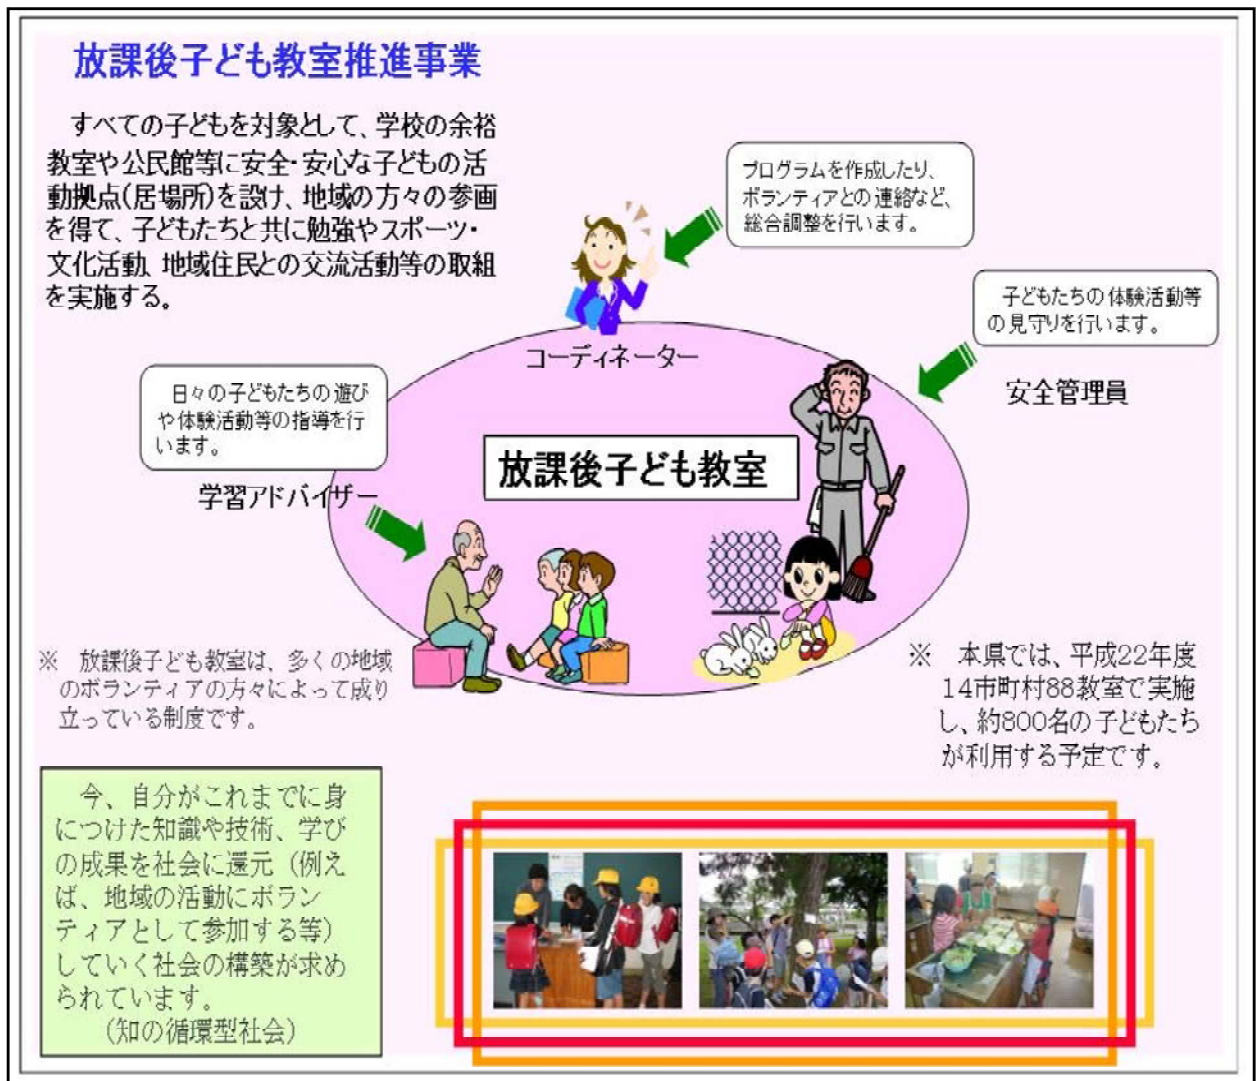 放課後子ども教室推進事業
すべての子どもを対象として、学校の余裕
教室や公民館等に安全・安心な子どもの活
動拠点(居場所)を設け、地域の方々の参画
を得て、子どもたちと共に勉強やスポーツ・
文化活動、地域住民との交流活動等の取組
を実施する。
プログラムを作成したり、
ボランティアとの連絡など、
総合調整を行います。
コーディネーター
子どもたちの体験活動等
の見守りを行います。
安全管理員
日々の子どもたちの遊び
や体験活動等の指導を行
います。
学習アドバイザー
放課後子ども教室
※ 放課後子ども教室は、多くの地域
のボランティアの方々によって成り
立っている制度です。
※ 本県では、平成22年度
14市町村88教室で実施
し、約800名の子どもたち
が利用する予定です。
今、自分がこれまでに身
につけた知識や技術、学び
の成果を社会に還元（例え
ば、地域の活動にボラン
ティアとして参加する等）
していく社会の構築が求め
られています。
（知の循環型社会）